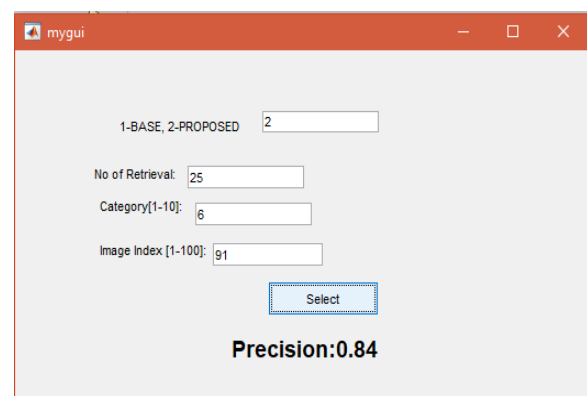 mygui
1-BASE, 2-PROPOSED 2
No of Retrieval: 25
Category[1-10]: 6
Image Index [1-100]: 91
Select
Precision:0.84